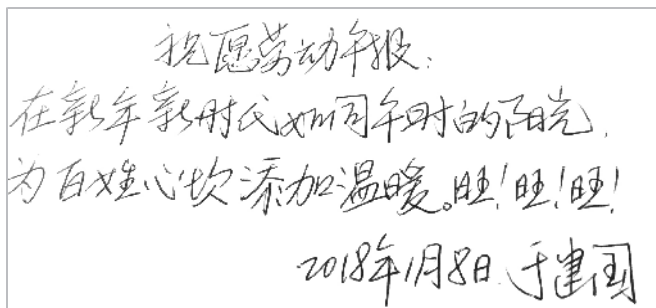 祝愿劳动午报：
在新年新时代如同午时的阳光，
为百姓心坎添加温暖。旺！旺！旺！
2018年1月8日 于建国